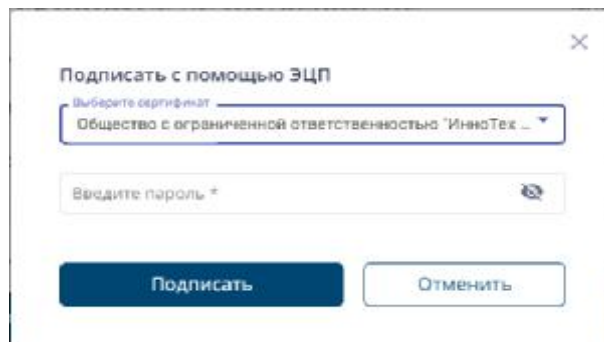 Подписать с помощью ЭЦП
Выберите сертификат
Общество с ограниченной ответственностью "ИнноТех ...
Введите пароль *
Подписать
Отменить